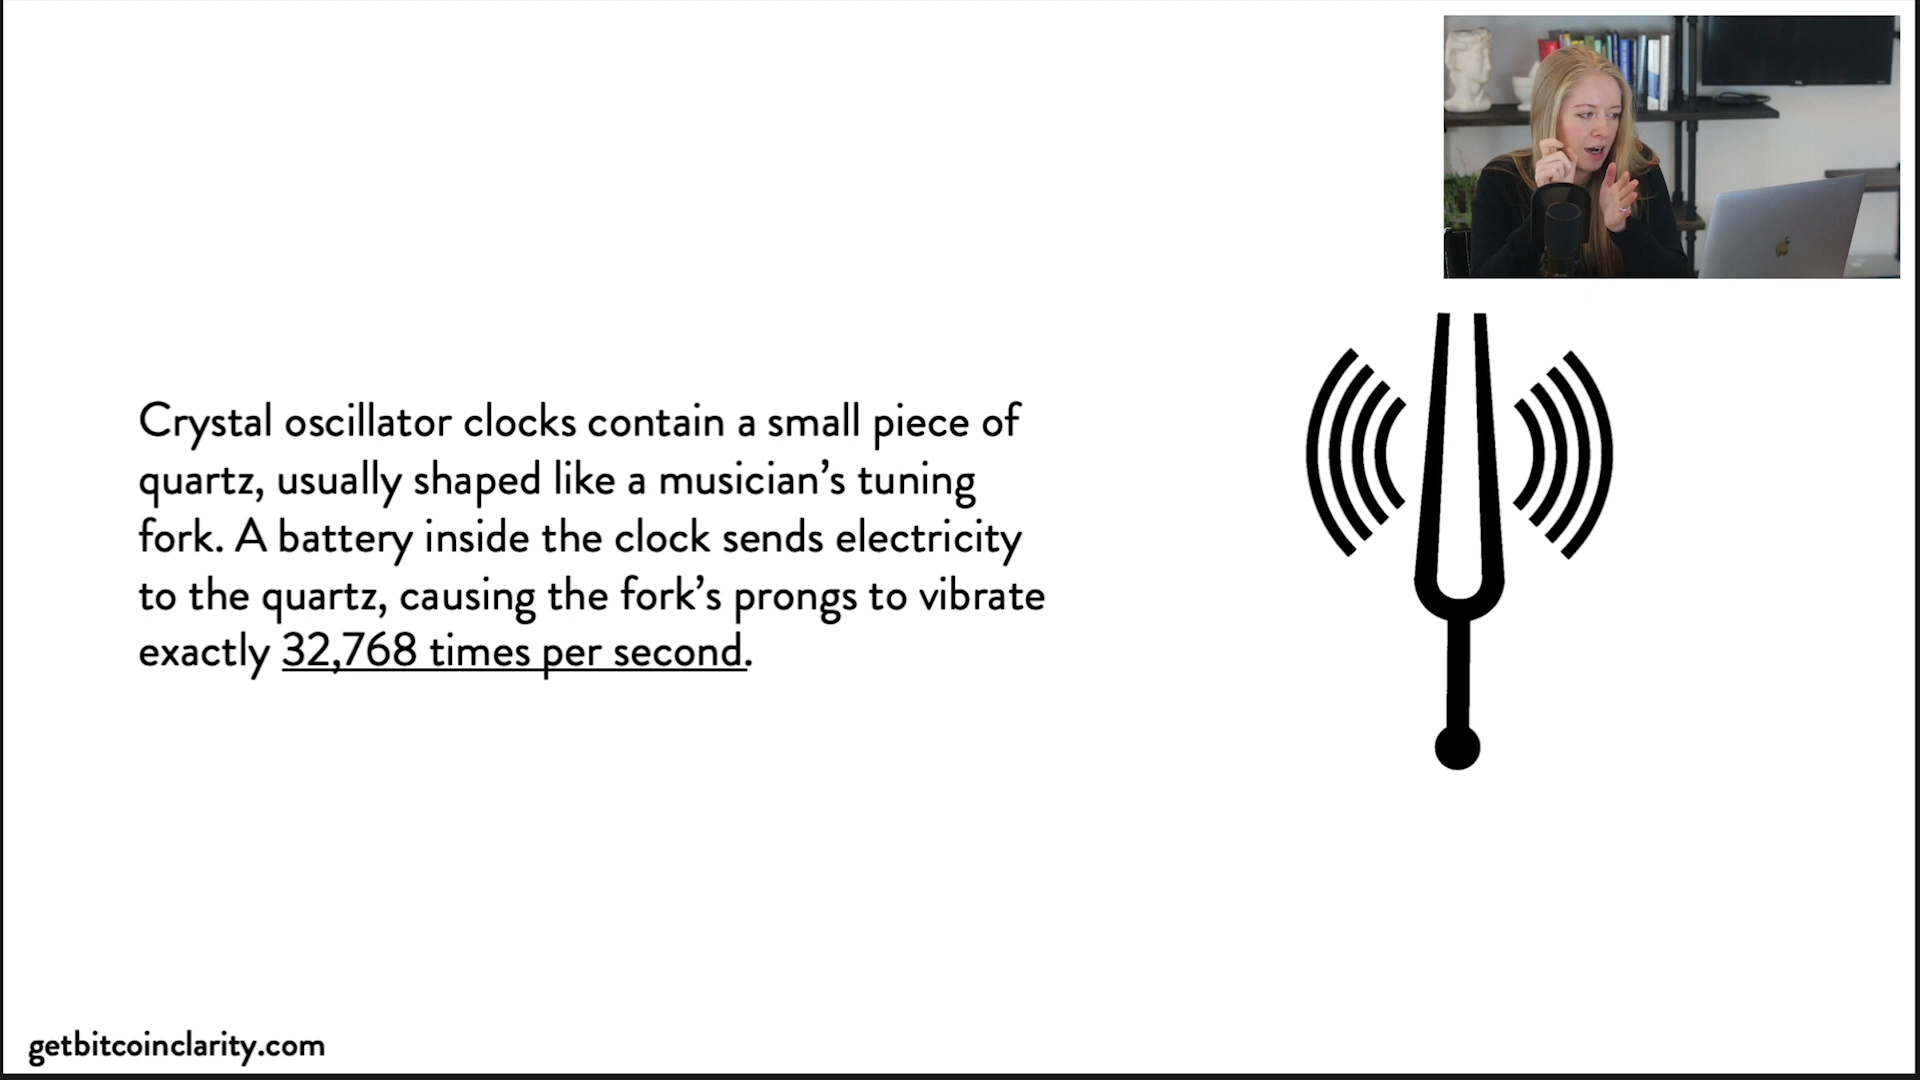 Crystal oscillator clocks contain a small piece of
quartz, usually shaped like a musician’s tuning
fork. A battery inside the clock sends electricity
to the quartz, causing the fork’s prongs to vibrate
exactly 32,768 times per second.
getbitcoinclarity.com